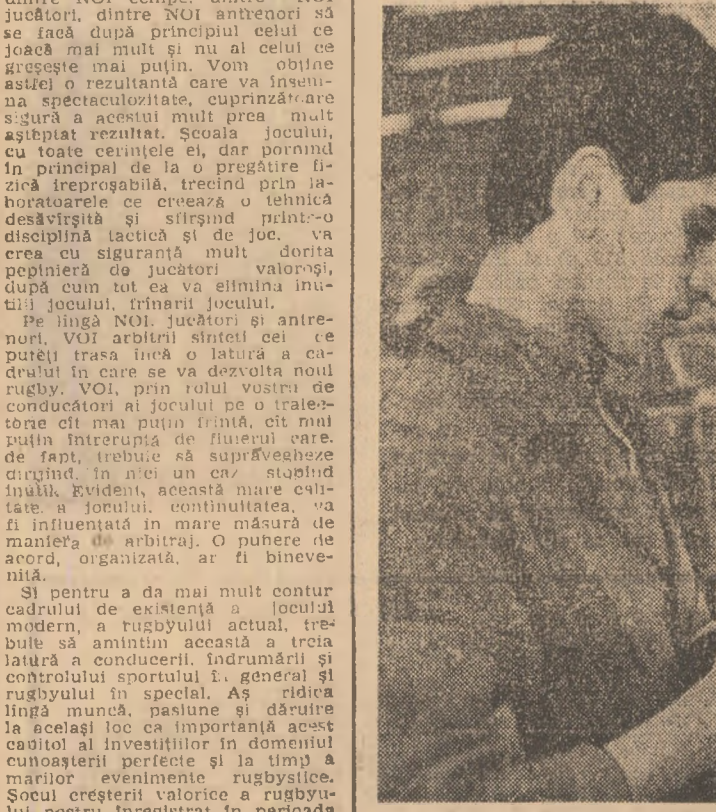 jucători, dintre NOI antrenori să
se facă după principiul celui ce
joacă mai mult și nu al celui ce
greșește mai puțin. Vom obține
astfel o rezultantă care va însem-
na spectaculozitate, cuprinzătoare
sigură a acestui mult prea mult
așteptat rezultat. Școala jocului,
cu toate cerințele ei, dar pornind
în principal de la o pregătire fi-
zică ireproșabilă, trecînd prin la-
boratoarele ce creează o tehnică
desăvîrșită și sfîrșind printr-o
disciplină tactică și de joc, va
crea cu siguranță mult dorita
pepinieră de jucători valoroși,
după cum tot ea va elimina inu-
tilii jocului, frînarii jocului.
Pe lîngă NOI, jucători și antre-
nori, VOI arbitrii sînteți cei ce
puteți trasa încă o latură a ca-
drului în care se va dezvolta noul
rugby. VOI, prin rolul vostru de
conducători ai jocului pe o traiec-
torie cît mai puțin frîntă, cît mai
puțin întreruptă de fluierul care,
de fapt, trebuie să supravegheze
dirijînd, în nici un caz stopînd
inutil. Evident, această mare cali-
tate a jocului, continuitatea, va
fi influențată în mare măsură de
maniera de arbitraj. O punere de
acord, organizată, ar fi bineve-
nită.
Și pentru a da mai mult contur
cadrului de existență a jocului
modern, a rugbyului actual, tre-
buie să amintim această a treia
latură a conducerii, îndrumării și
controlului sportului în general și
rugbyului în special. Aș ridica
lîngă muncă, pasiune și dăruire
la același loc ca importanță acest
capitol al investițiilor în domeniul
cunoașterii perfecte și la timp a
marilor evenimente rugbystice.
Șocul creșterii valorice a rugbyu-
lui nostru înregistrat în perioada